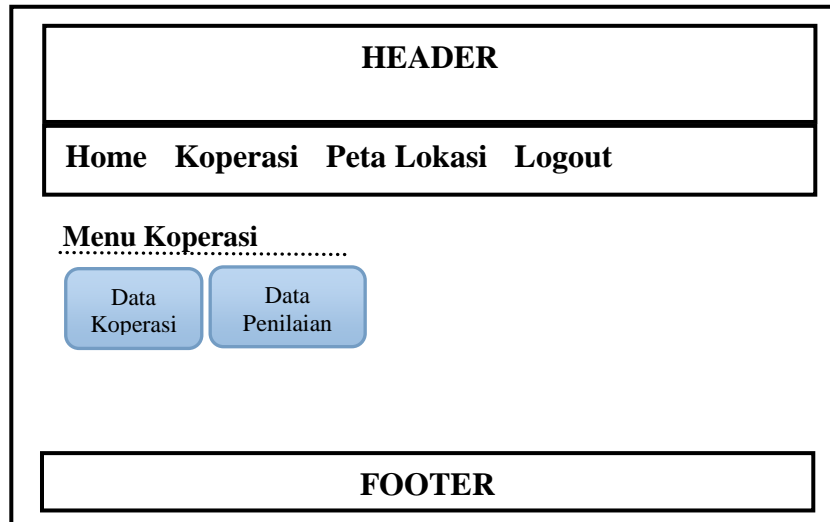 HEADER
Home Koperasi Peta Lokasi Logout
Menu Koperasi
Data
Koperasi
Data
Penilaian
FOOTER